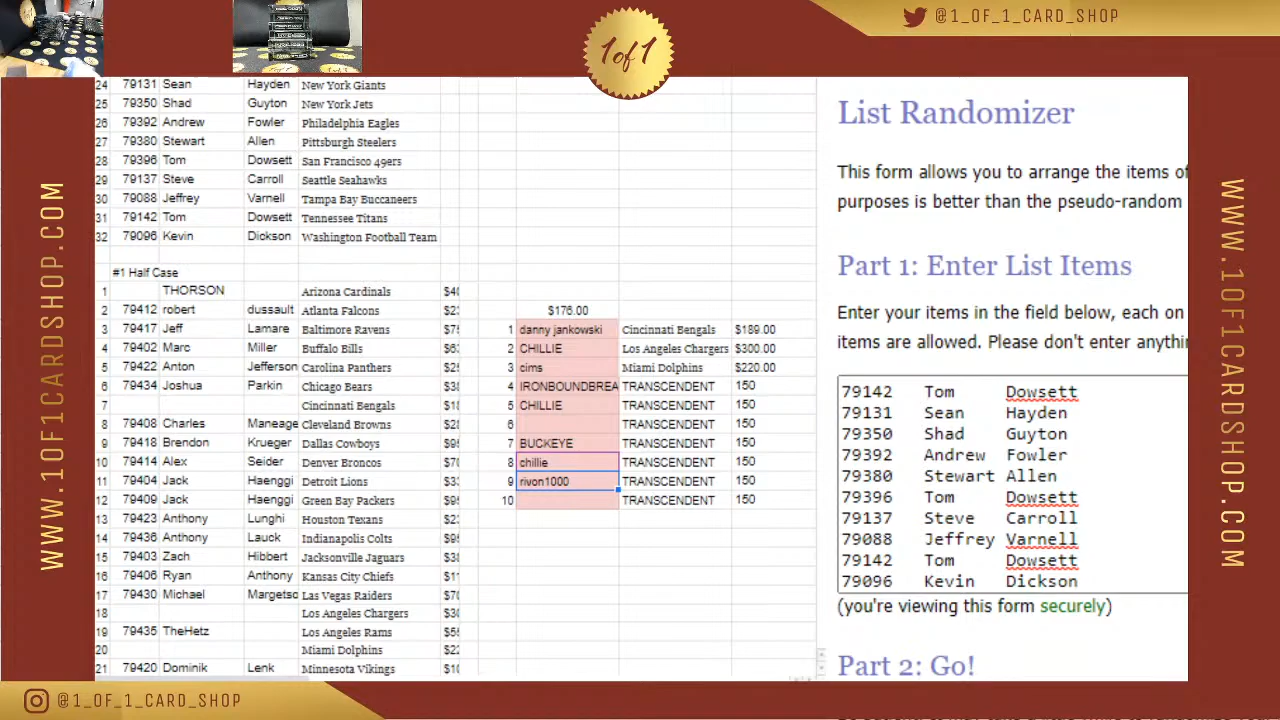 @1_OF_1_CARD_SHOP
1 of 1
WWW.1OF1CARDSHOP.COM
24 79131 Sean Hayden New York Giants
25 79350 Shad Guyton New York Jets
26 79392 Andrew Fowler Philadelphia Eagles
27 79380 Stewart Allen Pittsburgh Steelers
28 79396 Tom Dowsett San Francisco 49ers
29 79137 Steve Carroll Seattle Seahawks
30 79088 Jeffrey Varnell Tampa Bay Buccaneers
31 79142 Tom Dowsett Tennessee Titans
32 79096 Kevin Dickson Washington Football Team
#1 Half Case
1 THORSON Arizona Cardinals
2 79412 robert dussault Atlanta Falcons $176.00
3 79417 Jeff Lamare Baltimore Ravens 1 danny jankowski Cincinnati Bengals $189.00
4 79402 Marc Miller Buffalo Bills 2 CHILLIE Los Angeles Chargers $300.00
5 79422 Anton Jefferson Carolina Panthers 3 cims Miami Dolphins $220.00
6 79434 Joshua Parkin Chicago Bears 4 IRONBOUNDBREA TRANSCENDENT 150
7 Cincinnati Bengals 5 CHILLIE TRANSCENDENT 150
8 79408 Charles Maneage Cleveland Browns 6 TRANSCENDENT 150
9 79418 Brendon Krueger Dallas Cowboys 7 BUCKEYE TRANSCENDENT 150
10 79414 Alex Seider Denver Broncos 8 chillie TRANSCENDENT 150
11 79404 Jack Haenggi Detroit Lions 9 rivon1000 TRANSCENDENT 150
12 79409 Jack Haenggi Green Bay Packers 10 TRANSCENDENT 150
13 79423 Anthony Lunghi Houston Texans
14 79436 Anthony Lauck Indianapolis Colts
15 79403 Zach Hibbert Jacksonville Jaguars
16 79406 Ryan Anthony Kansas City Chiefs
17 79430 Michael Margetso Las Vegas Raiders
18 Los Angeles Chargers
19 79435 TheHetz Los Angeles Rams
20 Miami Dolphins
21 79420 Dominik Lenk Minnesota Vikings
List Randomizer
This form allows you to arrange the items of
purposes is better than the pseudo-random
Part 1: Enter List Items
Enter your items in the field below, each on
items are allowed. Please don't enter anythin
79142 Tom Dowsett
79131 Sean Hayden
79350 Shad Guyton
79392 Andrew Fowler
79380 Stewart Allen
79396 Tom Dowsett
79137 Steve Carroll
79088 Jeffrey Varnell
79142 Tom Dowsett
79096 Kevin Dickson
(you're viewing this form securely)
Part 2: Go!
WWW.1OF1CARDSHOP.COM
@1_OF_1_CARD_SHOP